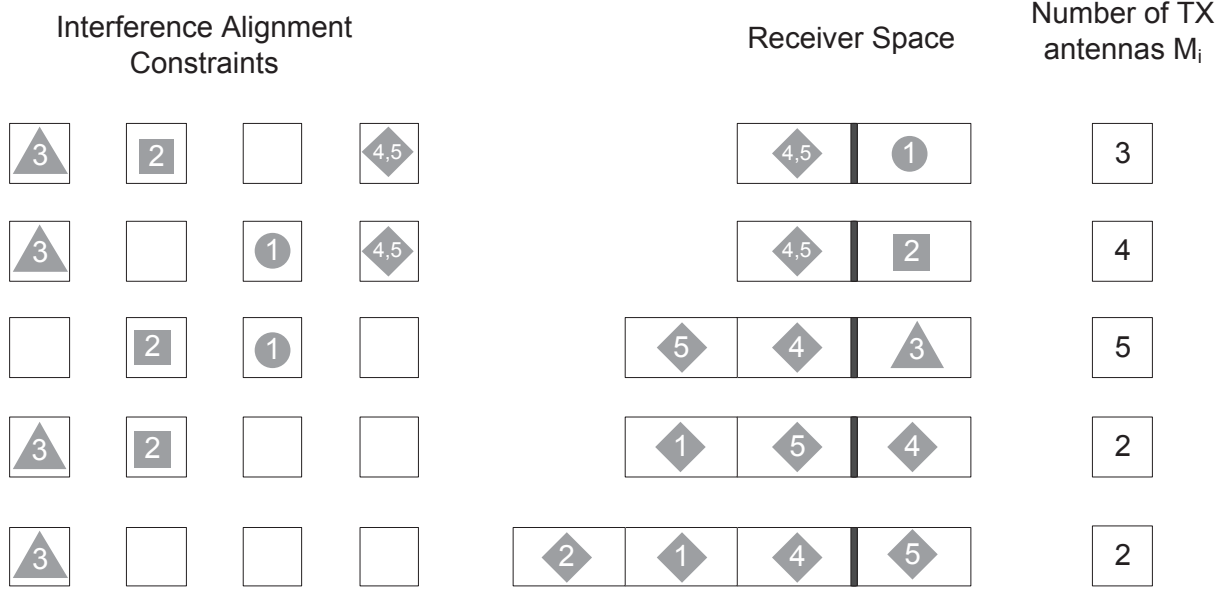 Interference Alignment
Constraints
Receiver Space
Number of TX
antennas Mi
3 2 4,5 4,5 1 3
3 1 4,5 4,5 2 4
2 1 5 4 3 5
3 2 1 5 4 2
3 2 1 4 5 2